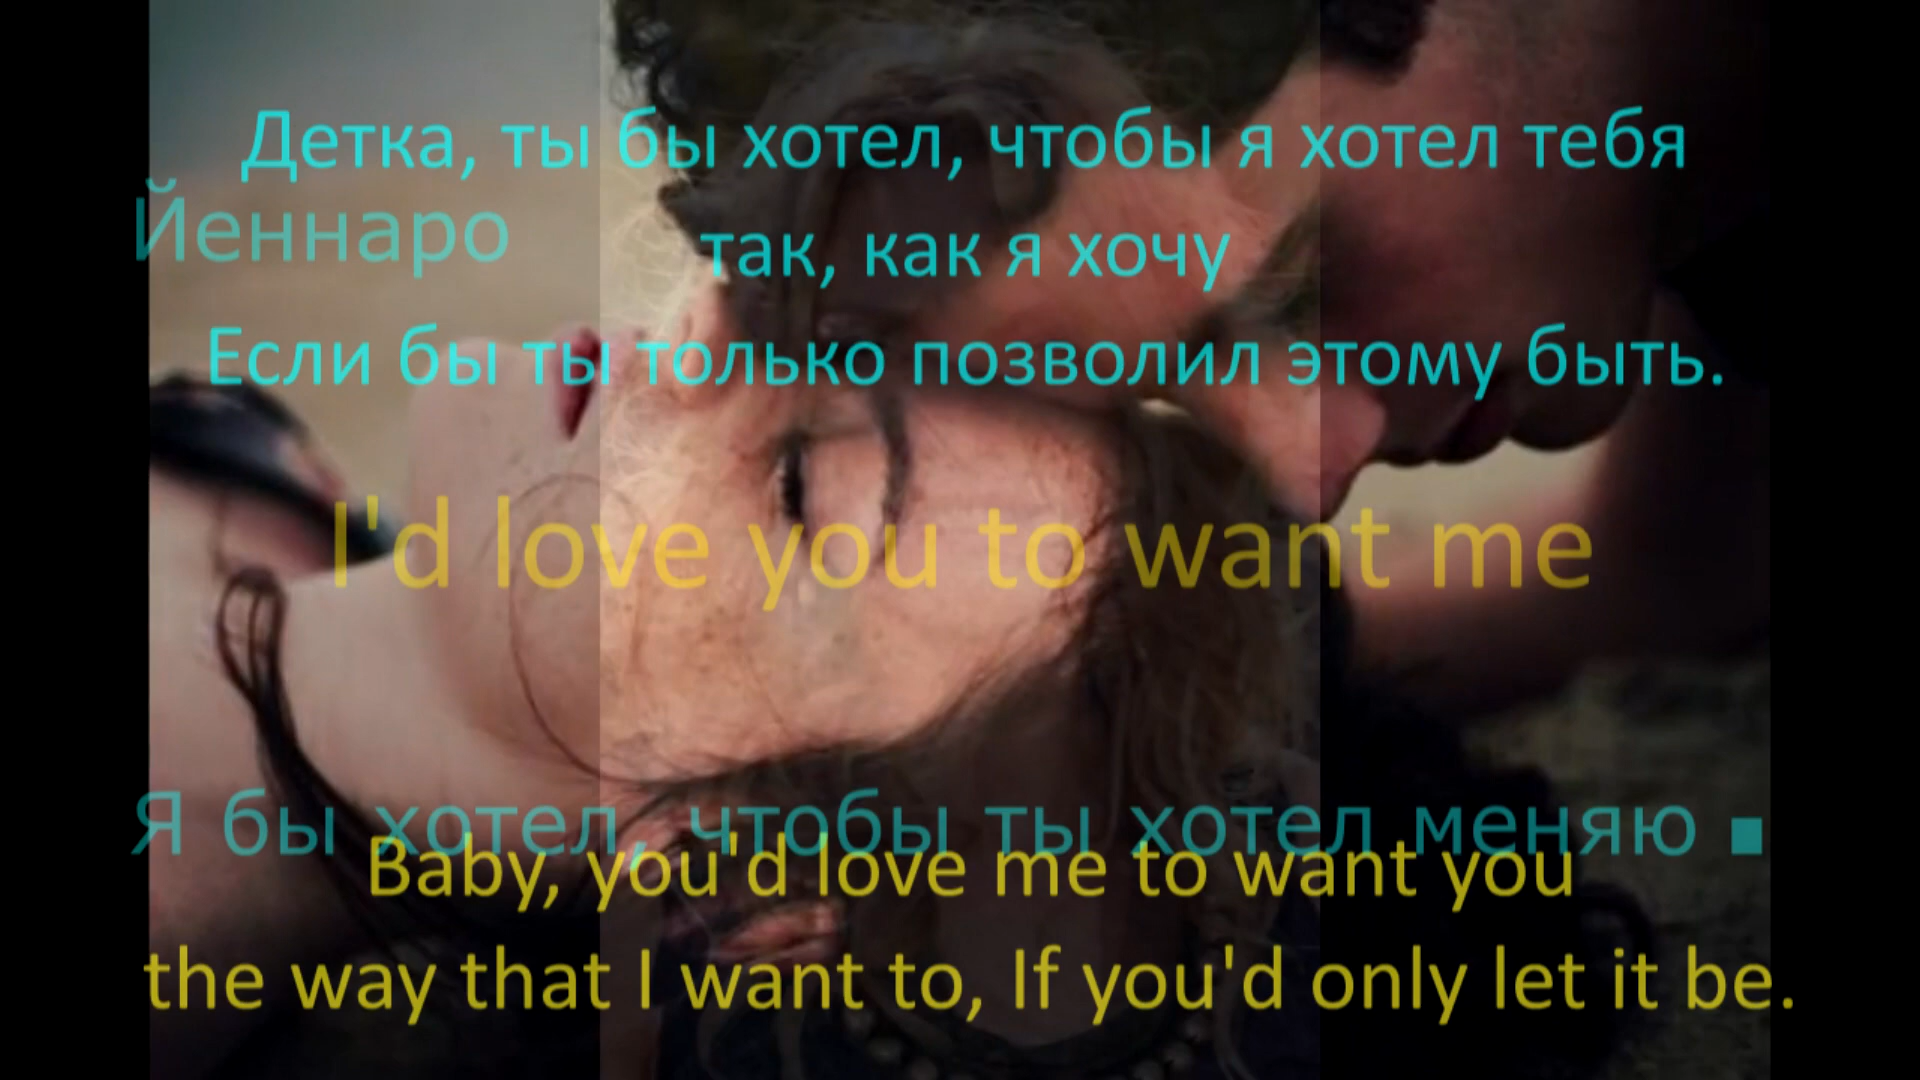 Детка, ты бы хотел, чтобы я хотел тебя
Йеннаро
так, как я хочу
Если бы ты только позволил этому быть.
I'd love you to want me
Я бы хотел, чтобы ты хотел меняю
Baby, you'd love me to want you
the way that I want to, If you'd only let it be.